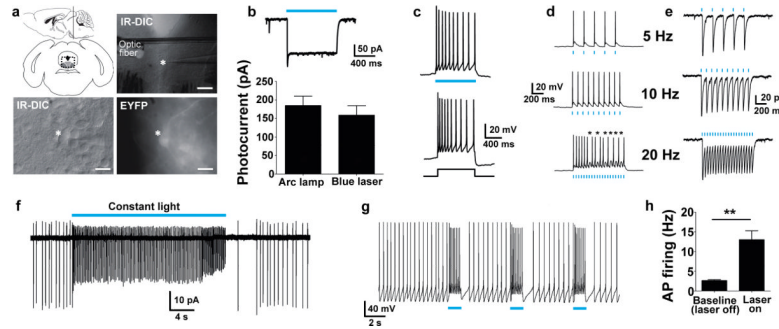 a
IR-DIC
Optic
fiber
*
IR-DIC
*
EYFP
*
b
50 pA
400 ms
Photocurrent (pA)
250
200
150
100
50
0
Arc lamp
Blue laser
c
20 mV
400 ms
d
e
5 Hz
20 mV
200 ms
10 Hz
20 pA
200 ms
* * * * * * *
20 Hz
f
Constant light
10 pA
4 s
g
40 mV
2 s
h
AP firing (Hz)
20
15
10
5
0
**
Baseline
(laser off)
Laser
on